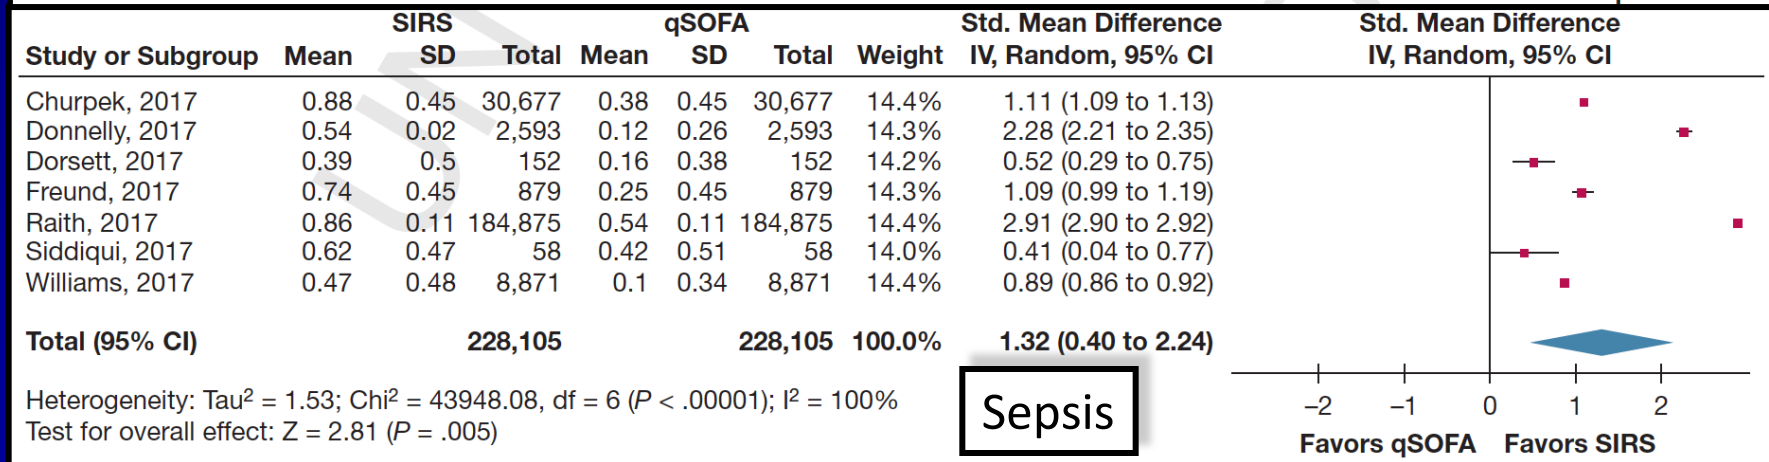 SIRS qSOFA Std. Mean Difference Std. Mean Difference
Study or Subgroup Mean SD Total Mean SD Total Weight IV, Random, 95% CI IV, Random, 95% CI
Churpek, 2017 0.88 0.45 30,677 0.38 0.45 30,677 14.4% 1.11 (1.09 to 1.13)
Donnelly, 2017 0.54 0.02 2,593 0.12 0.26 2,593 14.3% 2.28 (2.21 to 2.35)
Dorsett, 2017 0.39 0.5 152 0.16 0.38 152 14.2% 0.52 (0.29 to 0.75)
Freund, 2017 0.74 0.45 879 0.25 0.45 879 14.3% 1.09 (0.99 to 1.19)
Raith, 2017 0.86 0.11 184,875 0.54 0.11 184,875 14.4% 2.91 (2.90 to 2.92)
Siddiqui, 2017 0.62 0.47 58 0.42 0.51 58 14.0% 0.41 (0.04 to 0.77)
Williams, 2017 0.47 0.48 8,871 0.1 0.34 8,871 14.4% 0.89 (0.86 to 0.92)
Total (95% CI) 228,105 228,105 100.0% 1.32 (0.40 to 2.24)
Heterogeneity: Tau² = 1.53; Chi² = 43948.08, df = 6 (P < .00001); I² = 100%
Test for overall effect: Z = 2.81 (P = .005)
Sepsis
–2 –1 0 1 2
Favors qSOFA Favors SIRS